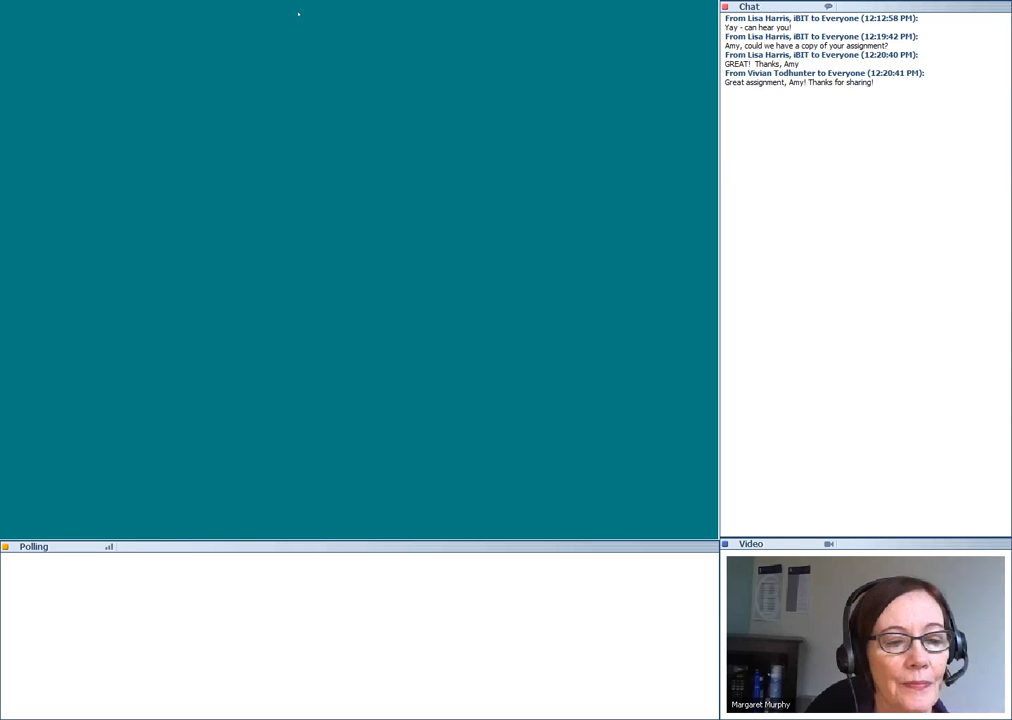 Chat
From Lisa Harris, iBIT to Everyone (12:12:58 PM):
Yay - can hear you!
From Lisa Harris, iBIT to Everyone (12:19:42 PM):
Amy, could we have a copy of your assignment?
From Lisa Harris, iBIT to Everyone (12:20:40 PM):
GREAT!  Thanks, Amy
From Vivian Todhunter to Everyone (12:20:41 PM):
Great assignment, Amy! Thanks for sharing!
Polling
Video
Margaret Murphy